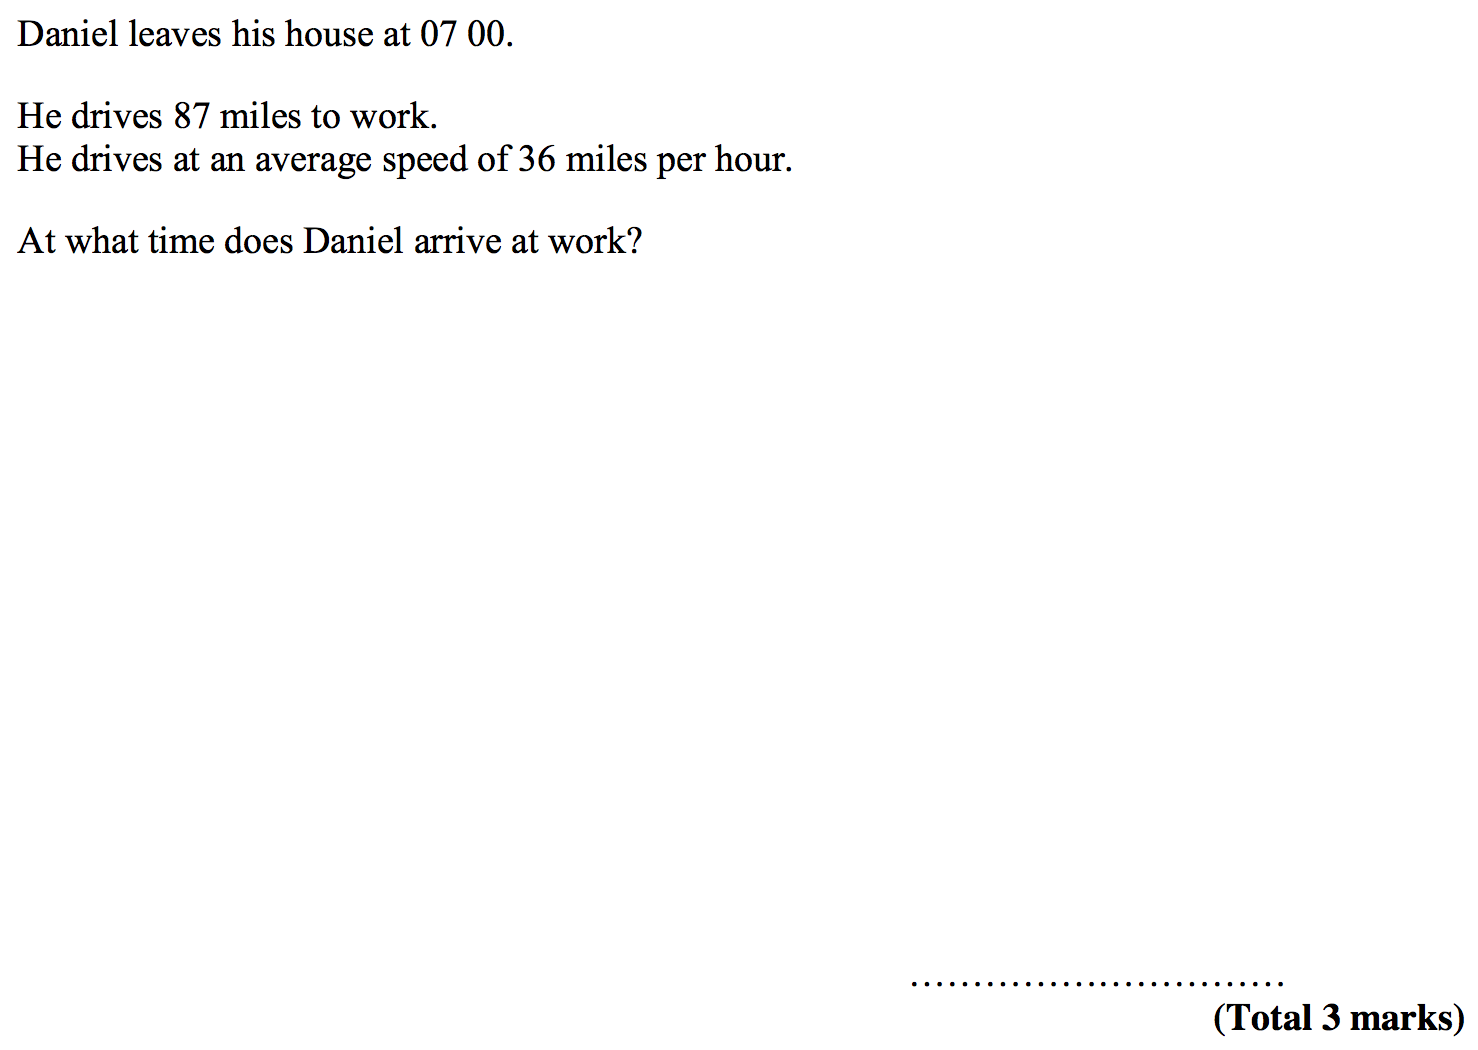 Daniel leaves his house at 07 00.
He drives 87 miles to work.
He drives at an average speed of 36 miles per hour.
At what time does Daniel arrive at work?
..............................
(Total 3 marks)